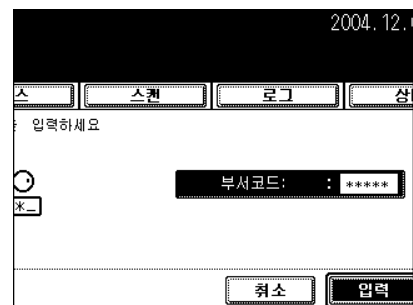 2004. 12.
스캔 로그
입력하세요
부서코드: : *****
*_
취소 입력